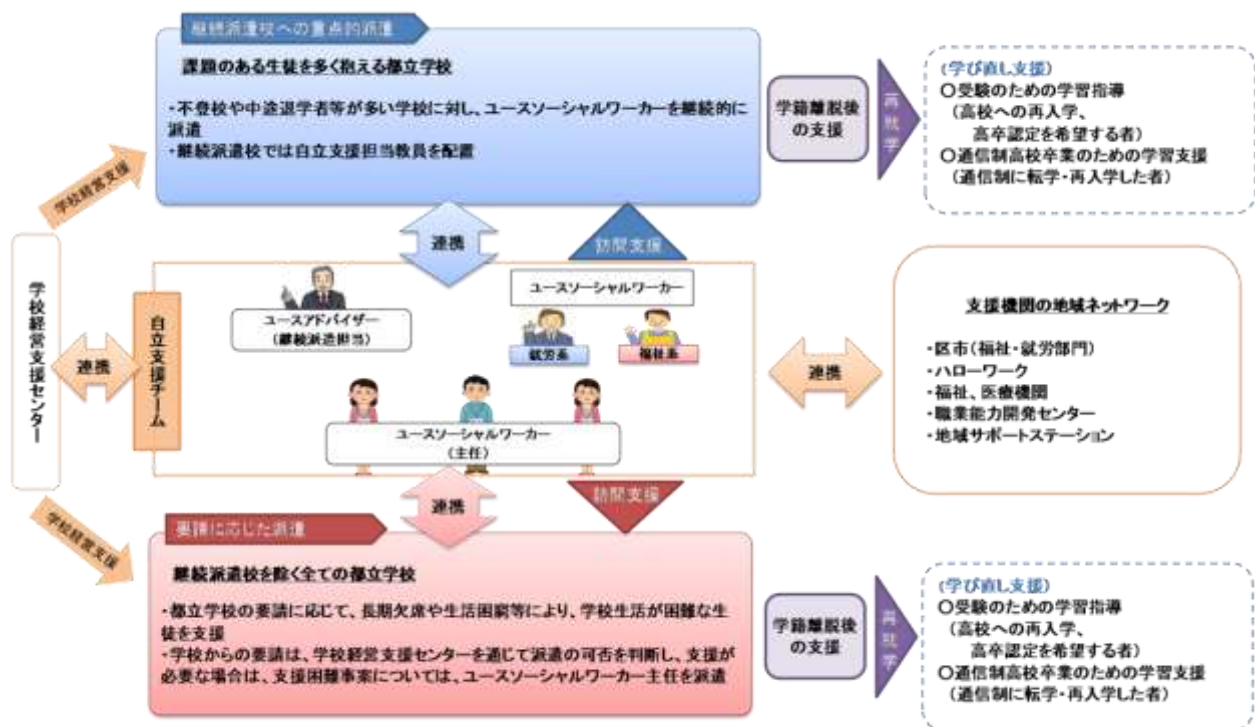 継続派遣校への重点的派遣
課題のある生徒を多く抱える都立学校
・不登校や中途退学者等が多い学校に対し、ユースソーシャルワーカーを継続的に
派遣
・継続派遣校では自立支援担当教員を配置
学籍離脱後
の支援
再就学
(学び直し支援)
○受験のための学習指導
(高校への再入学、
高卒認定を希望する者)
○通信制高校卒業のための学習支援
(通信制に転学・再入学した者)
学校経営支援
連携
訪問支援
学校経営支援センター
連携
自立支援チーム
ユースアドバイザー
(継続派遣担当)
ユースソーシャルワーカー
就労系
福祉系
ユースソーシャルワーカー
(主任)
連携
支援機関の地域ネットワーク
・区市(福祉・就労部門)
・ハローワーク
・福祉、医療機関
・職業能力開発センター
・地域サポートステーション
学校経営支援
連携
訪問支援
要請に応じた派遣
継続派遣校を除く全ての都立学校
・都立学校の要請に応じて、長期欠席や生活困窮等により、学校生活が困難な生
徒を支援
・学校からの要請は、学校経営支援センターを通じて派遣の可否を判断し、支援が
必要な場合は、支援困難事案については、ユースソーシャルワーカー主任を派遣
学籍離脱後
の支援
再就学
(学び直し支援)
○受験のための学習指導
(高校への再入学、
高卒認定を希望する者)
○通信制高校卒業のための学習支援
(通信制に転学・再入学した者)